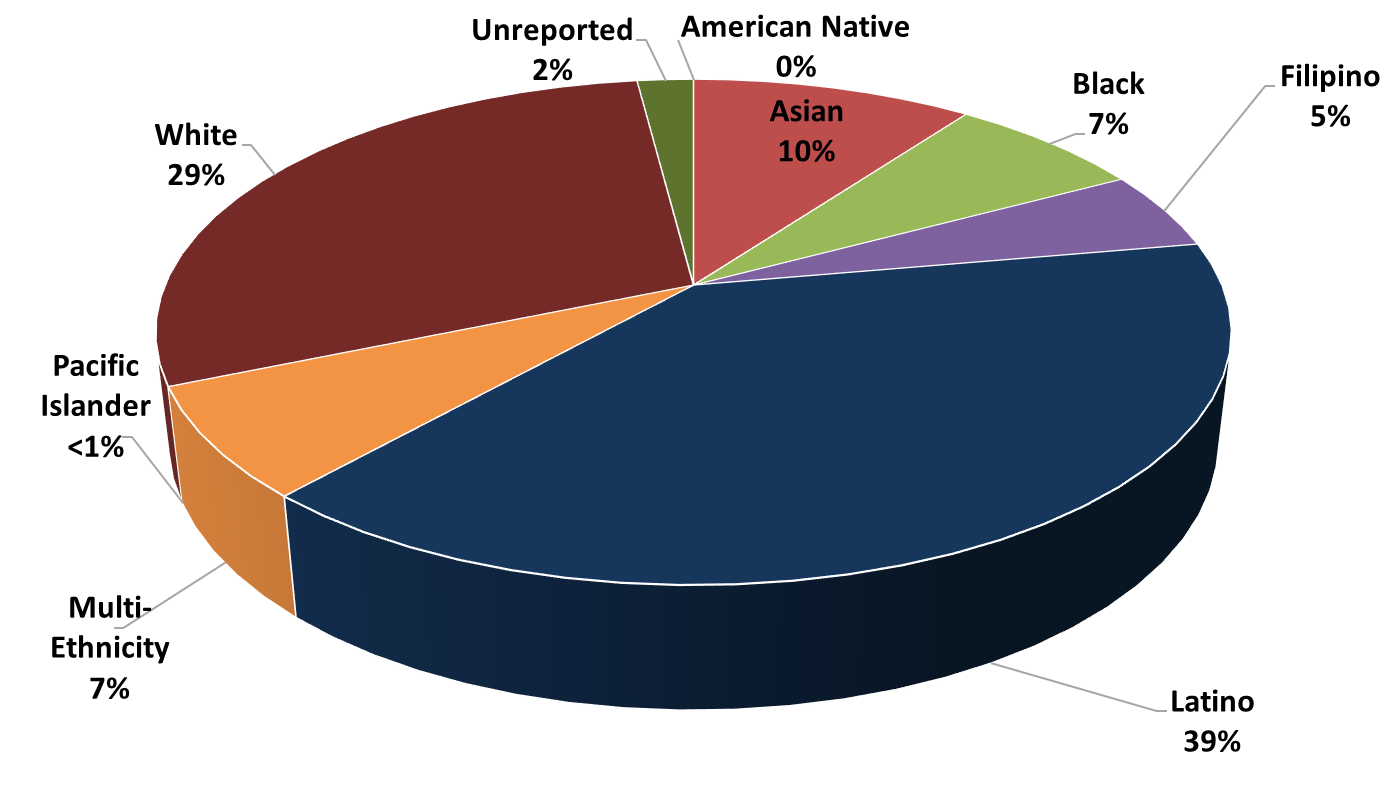 Unreported
2%
American Native
0%
Asian
10%
Black
7%
Filipino
5%
White
29%
Pacific
Islander
<1%
Multi-
Ethnicity
7%
Latino
39%